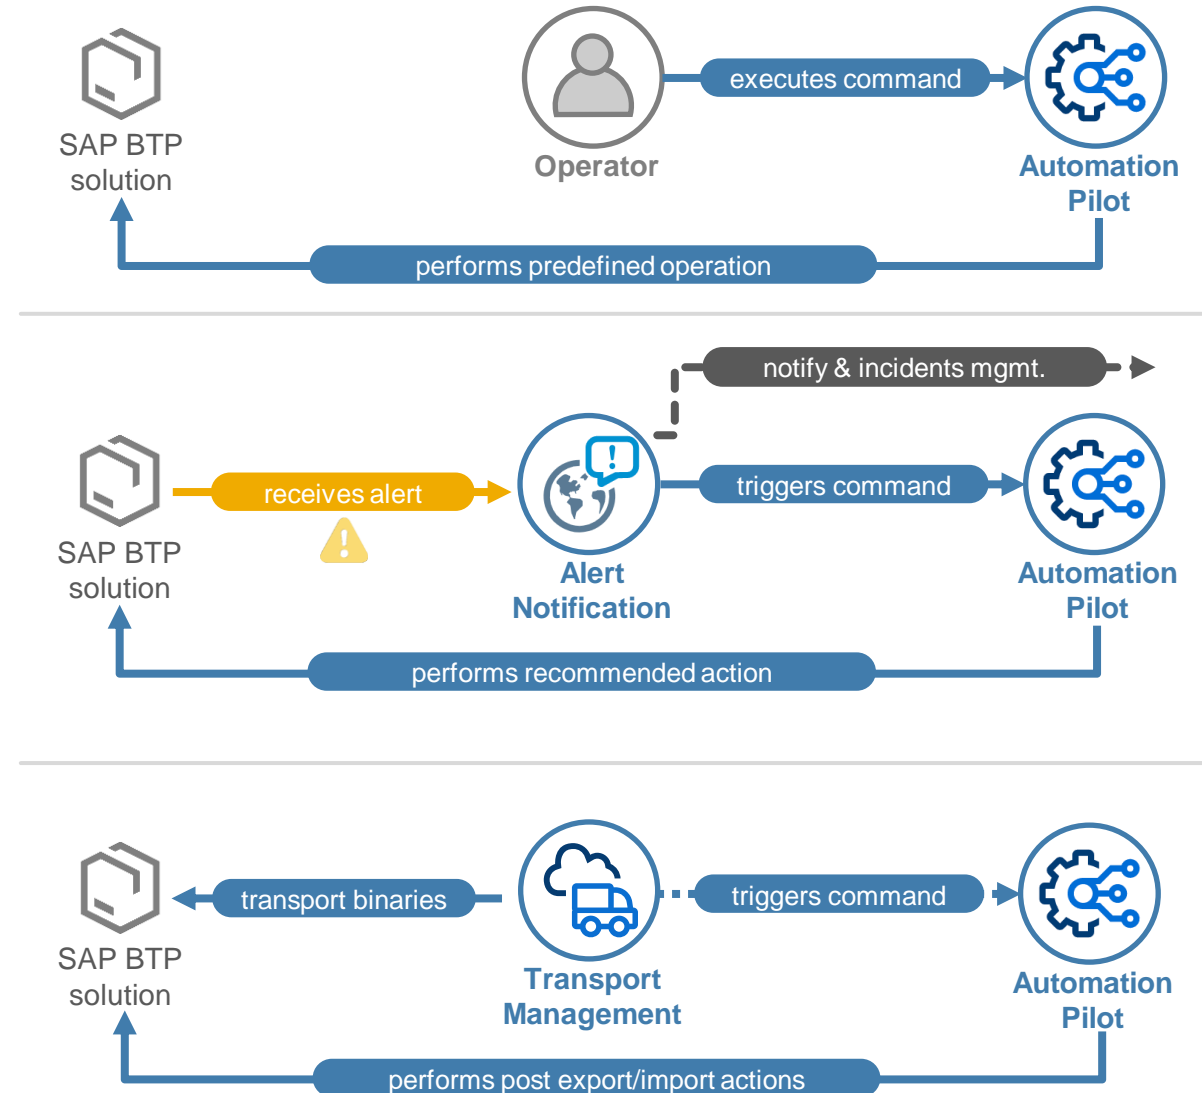 executes command
SAP BTP
solution
Operator
Automation
Pilot
performs predefined operation
notify & incidents mgmt.
receives alert
triggers command
SAP BTP
solution
Alert
Notification
Automation
Pilot
performs recommended action
transport binaries
triggers command
SAP BTP
solution
Transport
Management
Automation
Pilot
performs post export/import actions